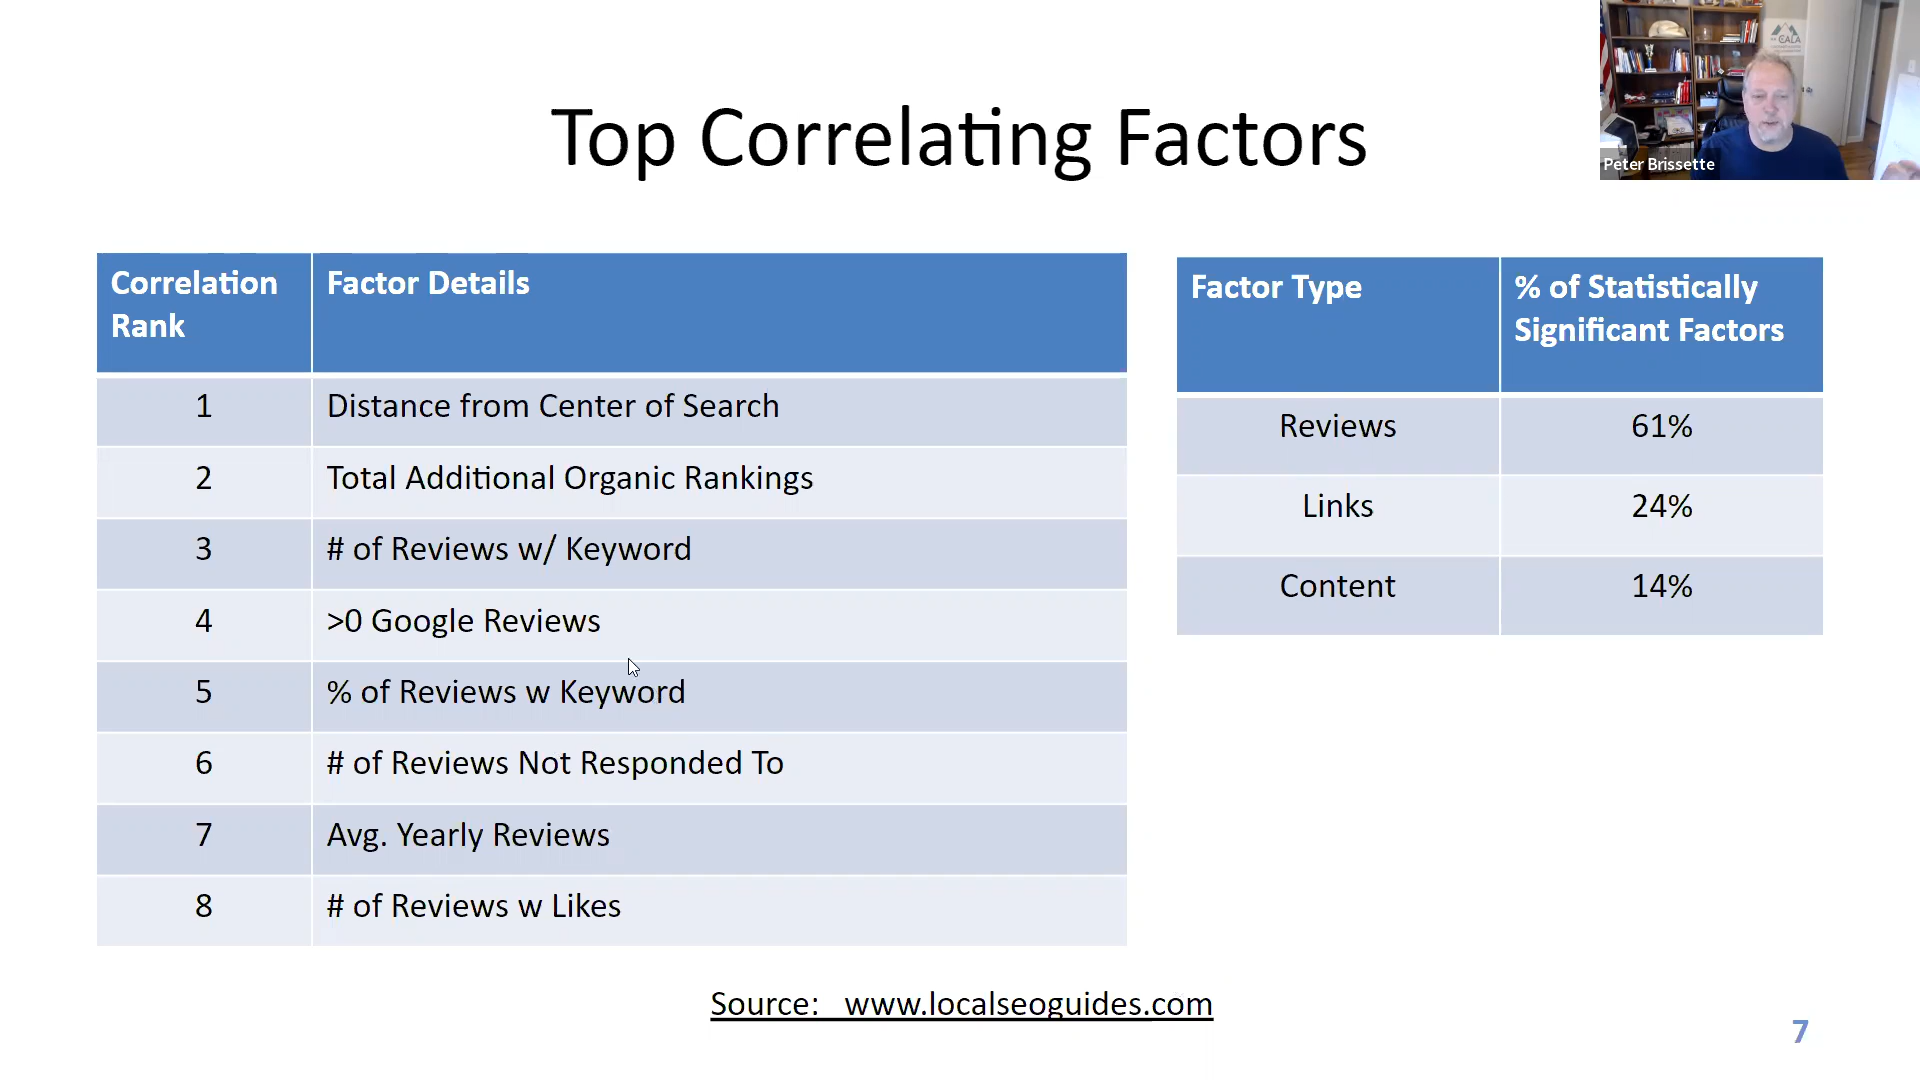 CALA
Peter Brissette
Top Correlating Factors
Correlation Rank
Factor Details
1 Distance from Center of Search
2 Total Additional Organic Rankings
3 # of Reviews w/ Keyword
4 >0 Google Reviews
5 % of Reviews w Keyword
6 # of Reviews Not Responded To
7 Avg. Yearly Reviews
8 # of Reviews w Likes
Factor Type
% of Statistically
Significant Factors
Reviews 61%
Links 24%
Content 14%
Source: www.localseoguides.com
7